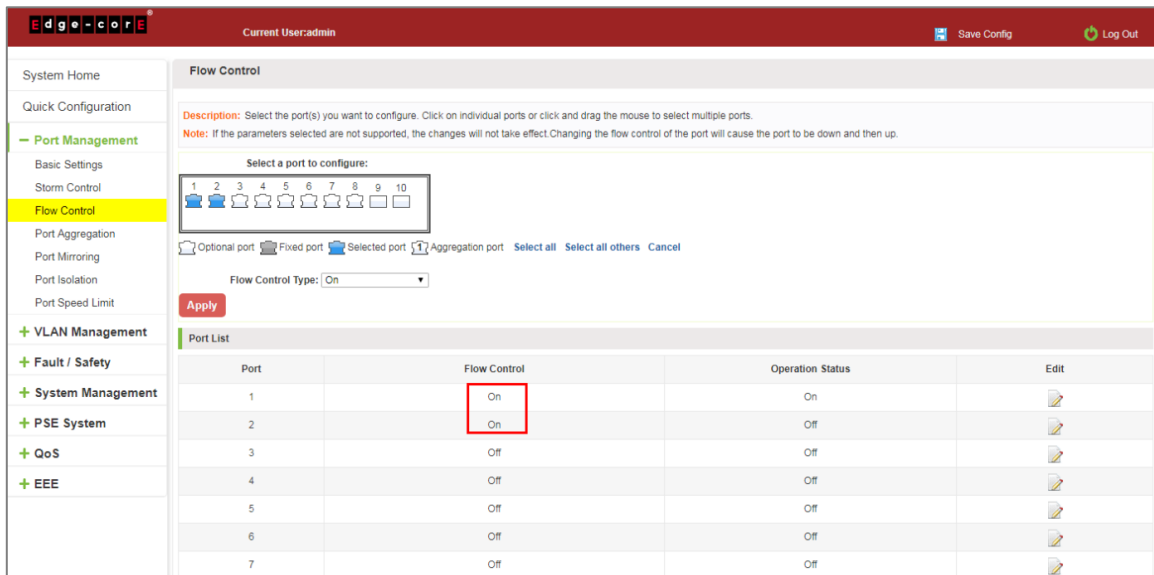 Edge-corE®
Current User:admin
Save Config
Log Out
System Home
Quick Configuration
− Port Management
Basic Settings
Storm Control
Flow Control
Port Aggregation
Port Mirroring
Port Isolation
Port Speed Limit
+ VLAN Management
+ Fault / Safety
+ System Management
+ PSE System
+ QoS
+ EEE
Flow Control
Description: Select the port(s) you want to configure. Click on individual ports or click and drag the mouse to select multiple ports.
Note: If the parameters selected are not supported, the changes will not take effect.Changing the flow control of the port will cause the port to be down and then up.
Select a port to configure:
1 2 3 4 5 6 7 8 9 10
Optional port Fixed port Selected port 1 Aggregation port Select all Select all others Cancel
Flow Control Type: On
Apply
Port List
Port Flow Control Operation Status Edit
1 On On
2 On Off
3 Off Off
4 Off Off
5 Off Off
6 Off Off
7 Off Off